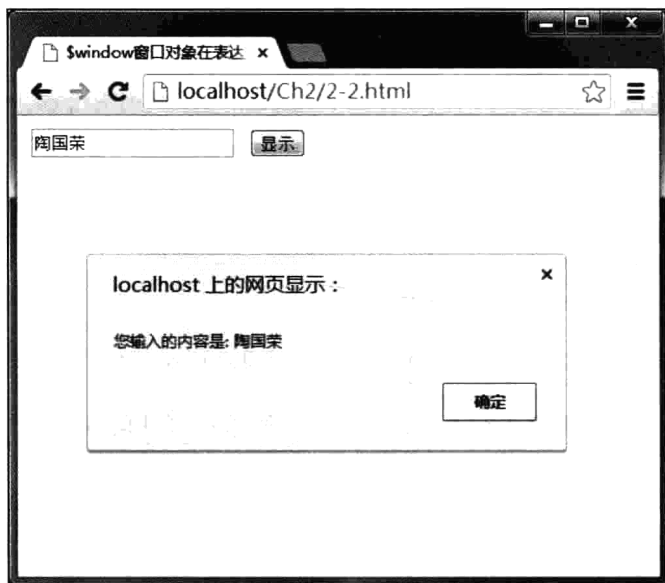 $window窗口对象在表达
localhost/Ch2/2-2.html
陶国荣 显示
localhost 上的网页显示：
您输入的内容是: 陶国荣
确定